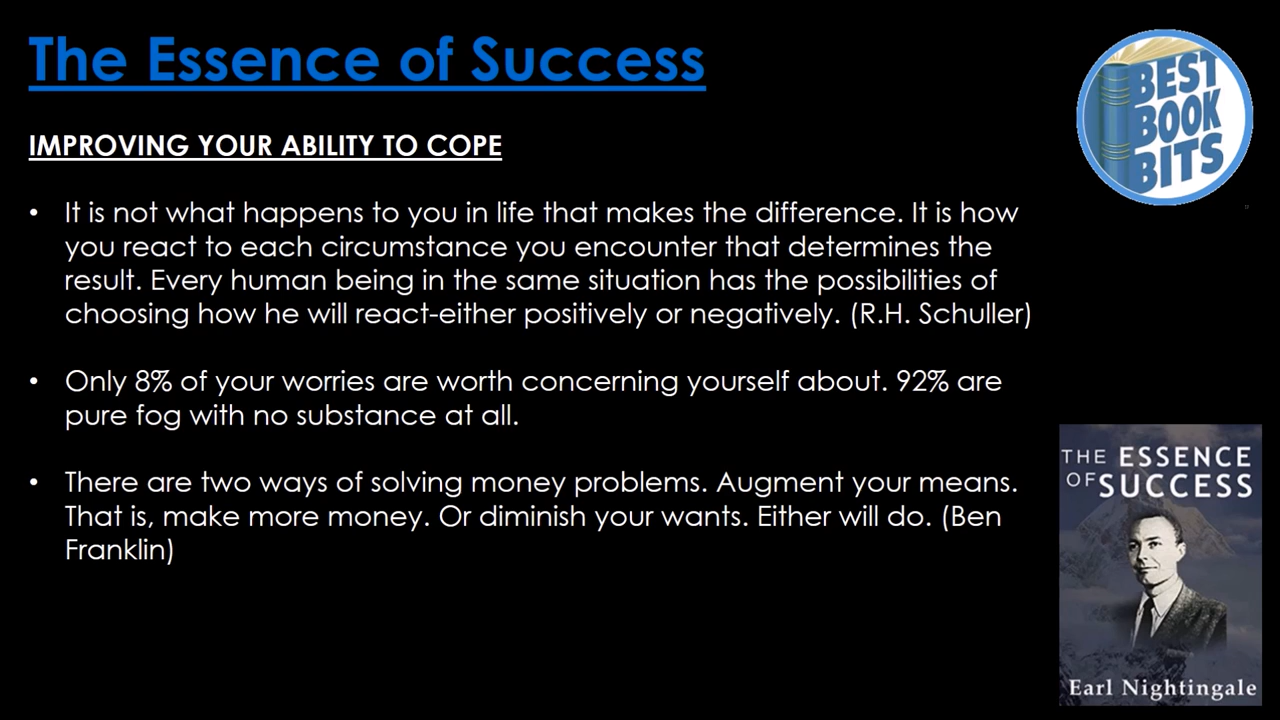 The Essence of Success
BEST
BOOK
BITS
IMPROVING YOUR ABILITY TO COPE
• It is not what happens to you in life that makes the difference. It is how
you react to each circumstance you encounter that determines the
result. Every human being in the same situation has the possibilities of
choosing how he will react-either positively or negatively. (R.H. Schuller)
• Only 8% of your worries are worth concerning yourself about. 92% are
pure fog with no substance at all.
• There are two ways of solving money problems. Augment your means.
That is, make more money. Or diminish your wants. Either will do. (Ben
Franklin)
THE ESSENCE
OF SUCCESS
Earl Nightingale